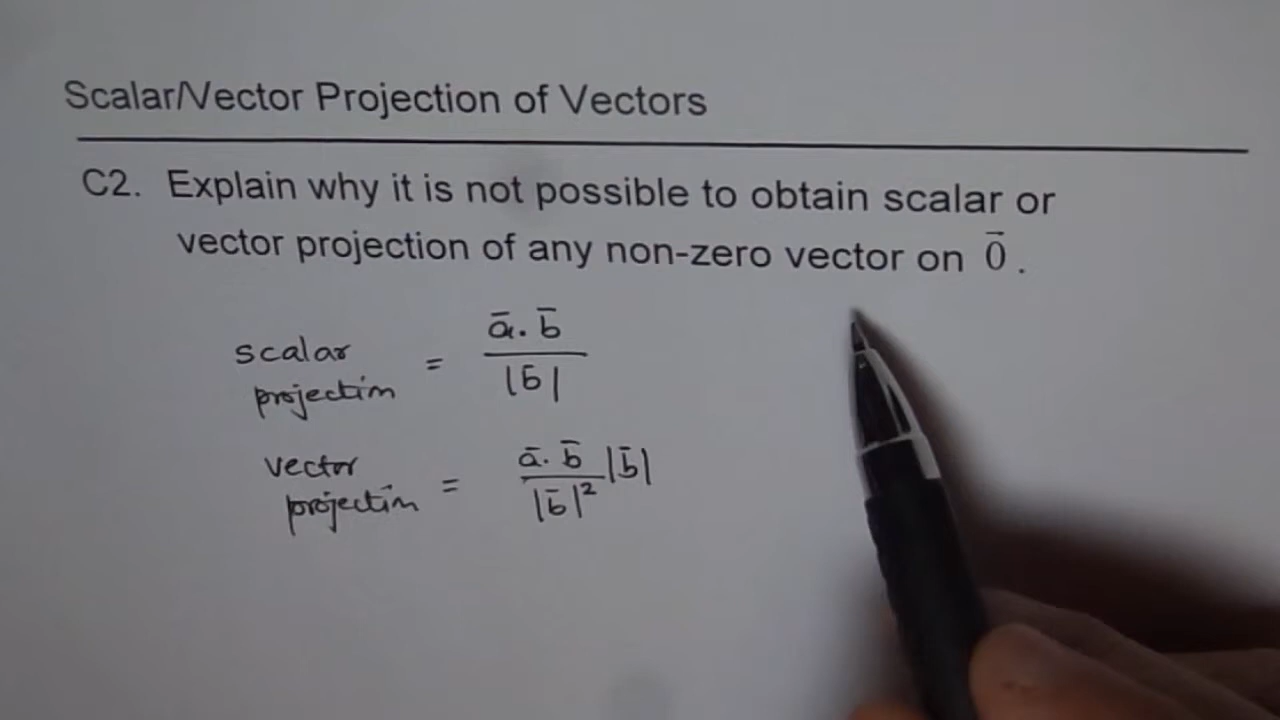 Scalar/Vector Projection of Vectors
C2. Explain why it is not possible to obtain scalar or
vector projection of any non-zero vector on 0⃗ .
scalar projectim = a̅ . b̅ / |b̅|
vector projectim = a̅ . b̅ / |b̅|² |b̅|